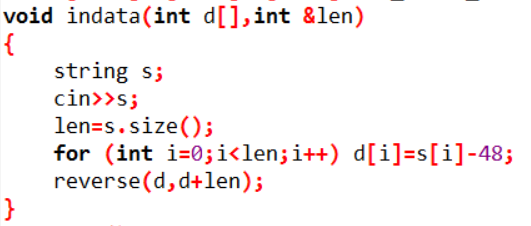 void indata(int d[],int &len)
{
    string s;
    cin>>s;
    len=s.size();
    for (int i=0;i<len;i++) d[i]=s[i]-48;
    reverse(d,d+len);
}